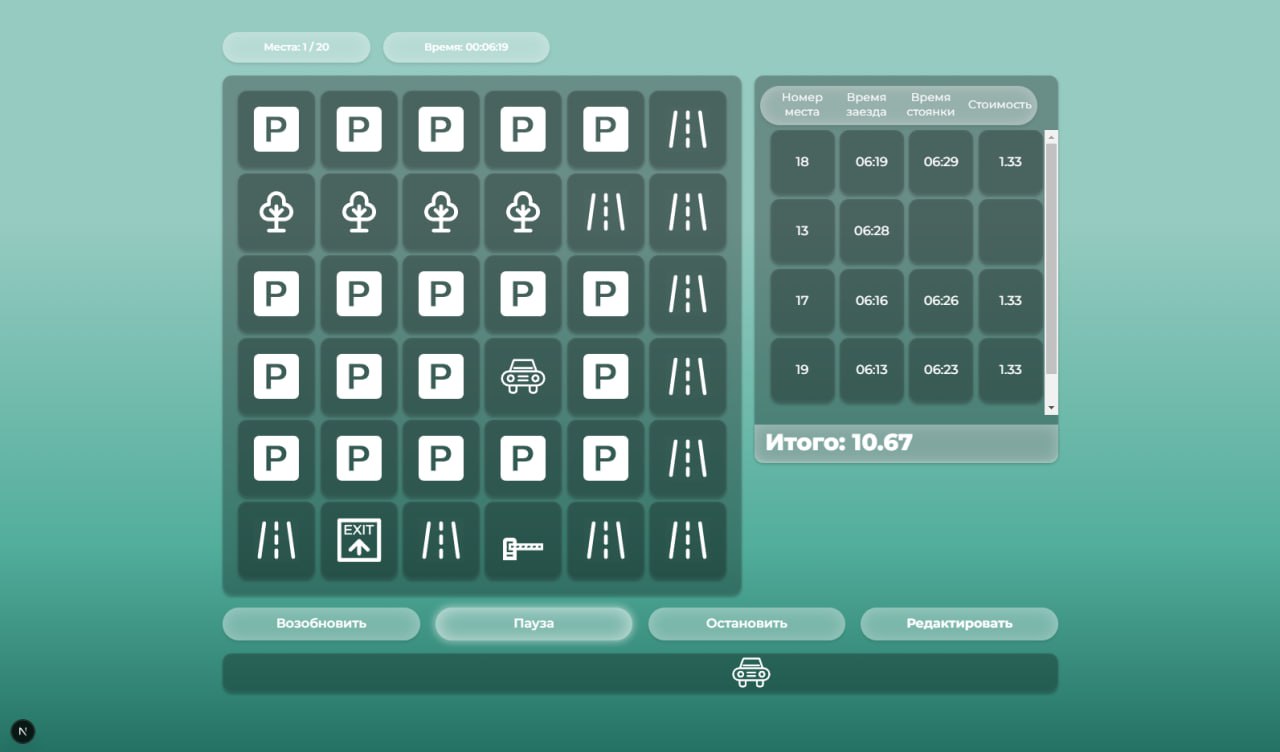 Места: 1 / 20
Время: 00:06:19
P P P P P
P P P P P
P P P P
P P P P P
EXIT
Номер места
Время заезда
Время стоянки
Стоимость
18 06:19 06:29 1.33
13 06:28
17 06:16 06:26 1.33
19 06:13 06:23 1.33
Итого: 10.67
Возобновить
Пауза
Остановить
Редактировать
N